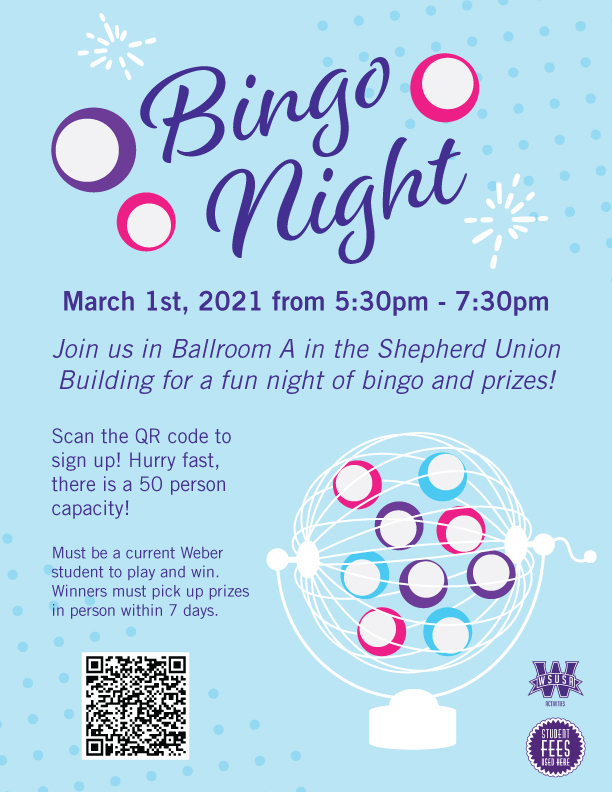 Bingo
Night
March 1st, 2021 from 5:30pm - 7:30pm
Join us in Ballroom A in the Shepherd Union
Building for a fun night of bingo and prizes!
Scan the QR code to
sign up! Hurry fast,
there is a 50 person
capacity!
Must be a current Weber
student to play and win.
Winners must pick up prizes
in person within 7 days.
W
WSUSA
ACTIVITIES
STUDENT
FEES
USED HERE